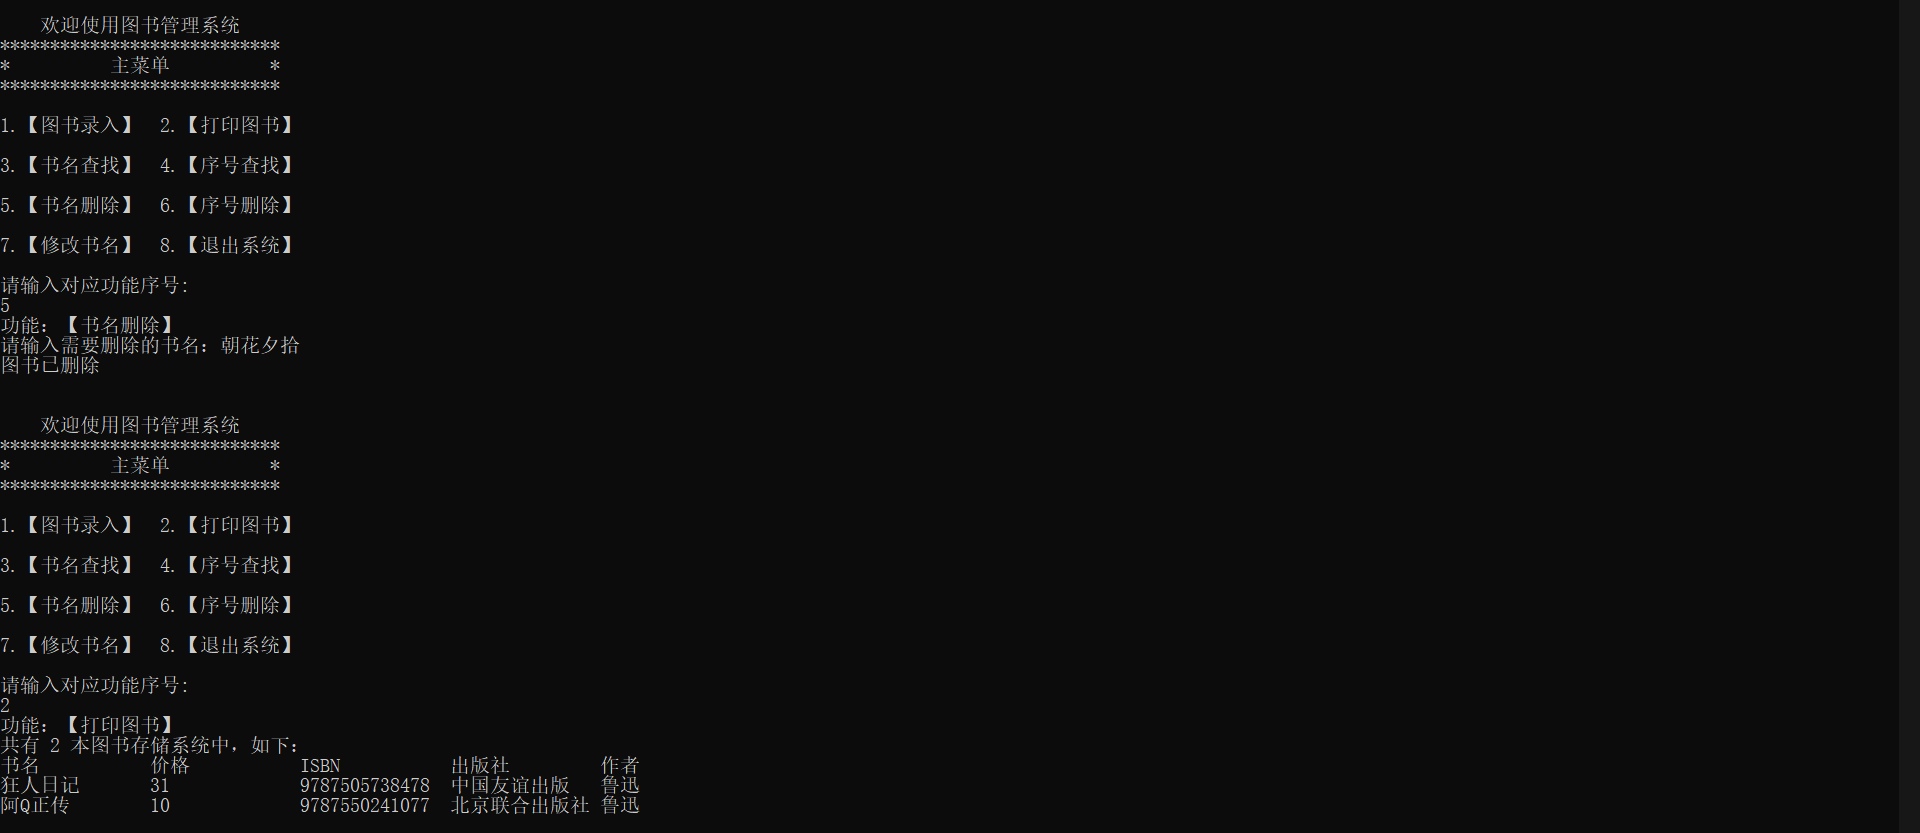 欢迎使用图书管理系统
****************************
*          主菜单          *
****************************
1.【图书录入】  2.【打印图书】
3.【书名查找】  4.【序号查找】
5.【书名删除】  6.【序号删除】
7.【修改书名】  8.【退出系统】
请输入对应功能序号:
5
功能：【书名删除】
请输入需要删除的书名：朝花夕拾
图书已删除
欢迎使用图书管理系统
****************************
*          主菜单          *
****************************
1.【图书录入】  2.【打印图书】
3.【书名查找】  4.【序号查找】
5.【书名删除】  6.【序号删除】
7.【修改书名】  8.【退出系统】
请输入对应功能序号:
2
功能：【打印图书】
共有 2 本图书存储系统中，如下：
书名           价格           ISBN           出版社         作者
狂人日记       31             9787505738478  中国友谊出版   鲁迅
阿Q正传        10             9787550241077  北京联合出版社 鲁迅